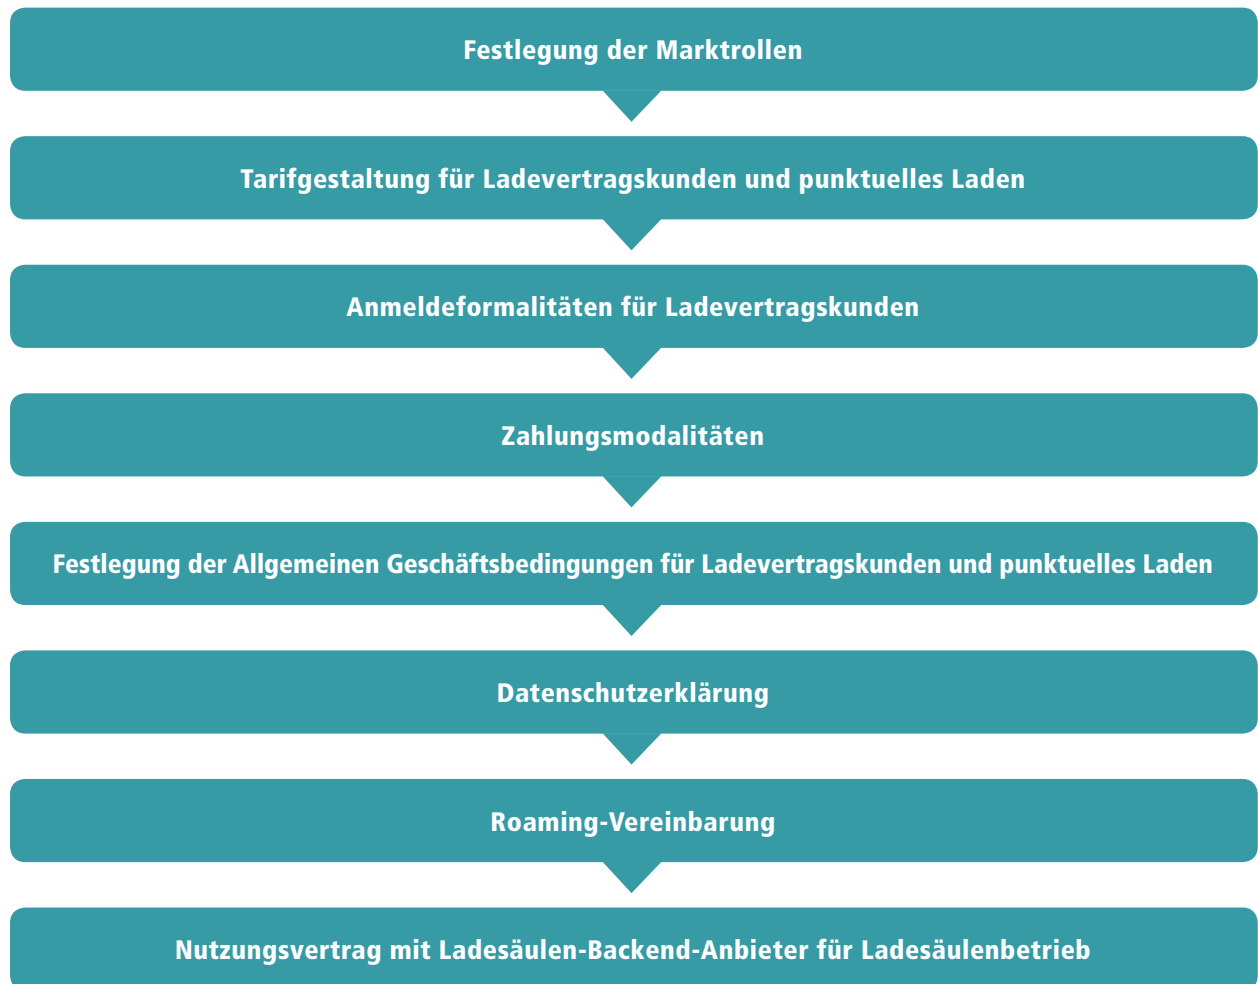 Festlegung der Marktrollen
Tarifgestaltung für Ladevertragskunden und punktuelles Laden
Anmeldeformalitäten für Ladevertragskunden
Zahlungsmodalitäten
Festlegung der Allgemeinen Geschäftsbedingungen für Ladevertragskunden und punktuelles Laden
Datenschutzerklärung
Roaming-Vereinbarung
Nutzungsvertrag mit Ladesäulen-Backend-Anbieter für Ladesäulenbetrieb